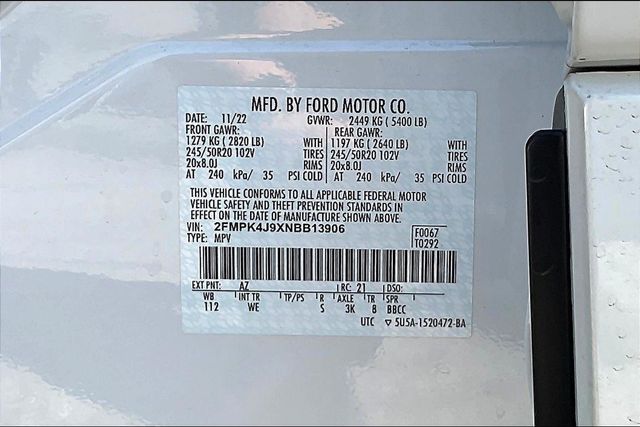 MFD. BY FORD MOTOR CO.
DATE: 11/22 GVWR: 2449 KG ( 5400 LB)
FRONT GAWR: REAR GAWR:
1279 KG ( 2820 LB) WITH 1197 KG ( 2640 LB) WITH
245/50R20 102V TIRES 245/50R20 102V TIRES
20x8.0J RIMS 20x8.0J RIMS
AT 240 kPa/ 35 PSI COLD AT 240 kPa/ 35 PSI COLD
THIS VEHICLE CONFORMS TO ALL APPLICABLE FEDERAL MOTOR
VEHICLE SAFETY AND THEFT PREVENTION STANDARDS IN
EFFECT ON THE DATE OF MANUFACTURE SHOWN ABOVE.
VIN: 2FMPK4J9XNBB13906 F0067
TYPE: MPV T0292
EXT PNT: AZ RC: 21 DSO:
WB INT TR TP/PS R AXLE TR SPR
112 WE S 3K 8 BBCC
UTC ▽ 5U5A-1520472-BA